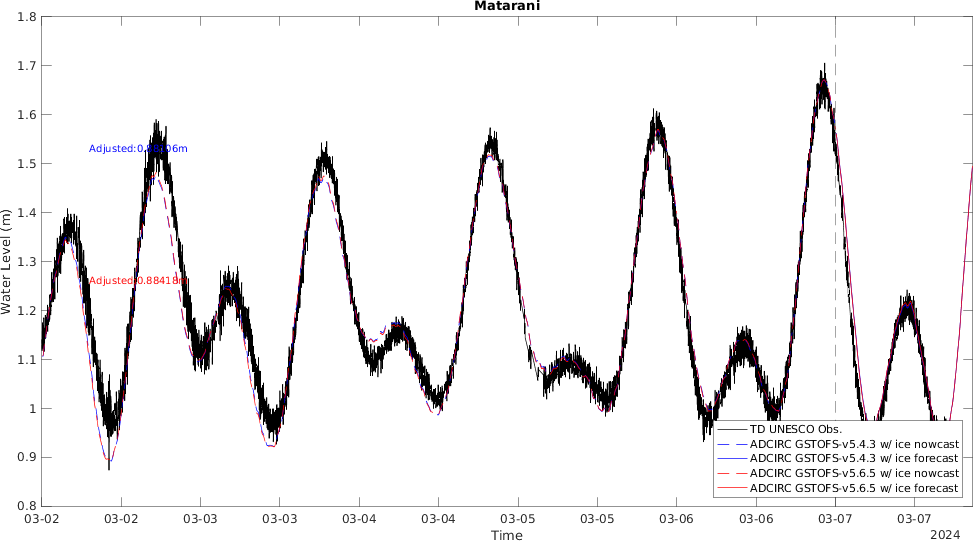 Matarani
1.8
1.7
1.6
1.5
1.4
1.3
1.2
1.1
1
0.9
0.8
Water Level (m)
Adjusted:0.88418m
TD UNESCO Obs.
ADCIRC GSTOFS-v5.4.3 w/ ice nowcast
ADCIRC GSTOFS-v5.4.3 w/ ice forecast
ADCIRC GSTOFS-v5.6.5 w/ ice nowcast
ADCIRC GSTOFS-v5.6.5 w/ ice forecast
03-02 03-02 03-03 03-03 03-04 03-04 03-05 03-05 03-06 03-06 03-07 03-07
Time
2024